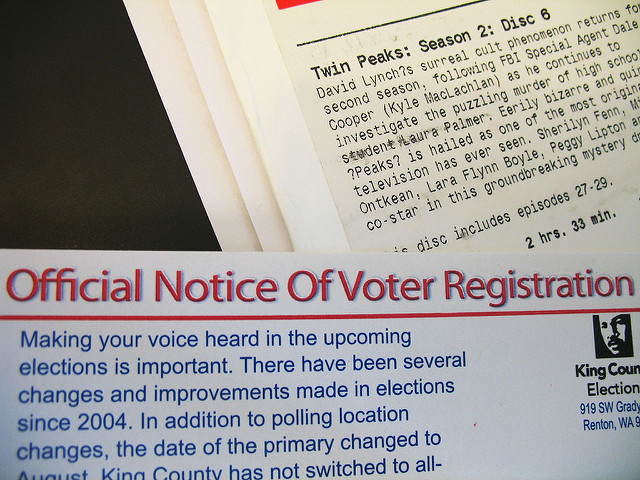 Twin Peaks: Season 2: Disc 6
David Lynch?s surreal cult phenomenon returns fo
second season, following FBI Special Agent Dale
Cooper (Kyle MacLachlan) as he continues to
investigate the puzzling murder of high school
student Laura Palmer. Eerily bizarre and qui
?Peaks? is hailed as one of the most origin
television has ever seen. Sherilyn Fenn,
Ontkean, Lara Flynn Boyle, Peggy Lipton an
co-star in this groundbreaking mystery dr
is disc includes episodes 27-29.
2 hrs. 33 min.
Official Notice Of Voter Registration
Making your voice heard in the upcoming
elections is important. There have been several
changes and improvements made in elections
since 2004. In addition to polling location
changes, the date of the primary changed to
August. King County has not switched to all-
King Coun
Election
919 SW Grady
Renton, WA 9